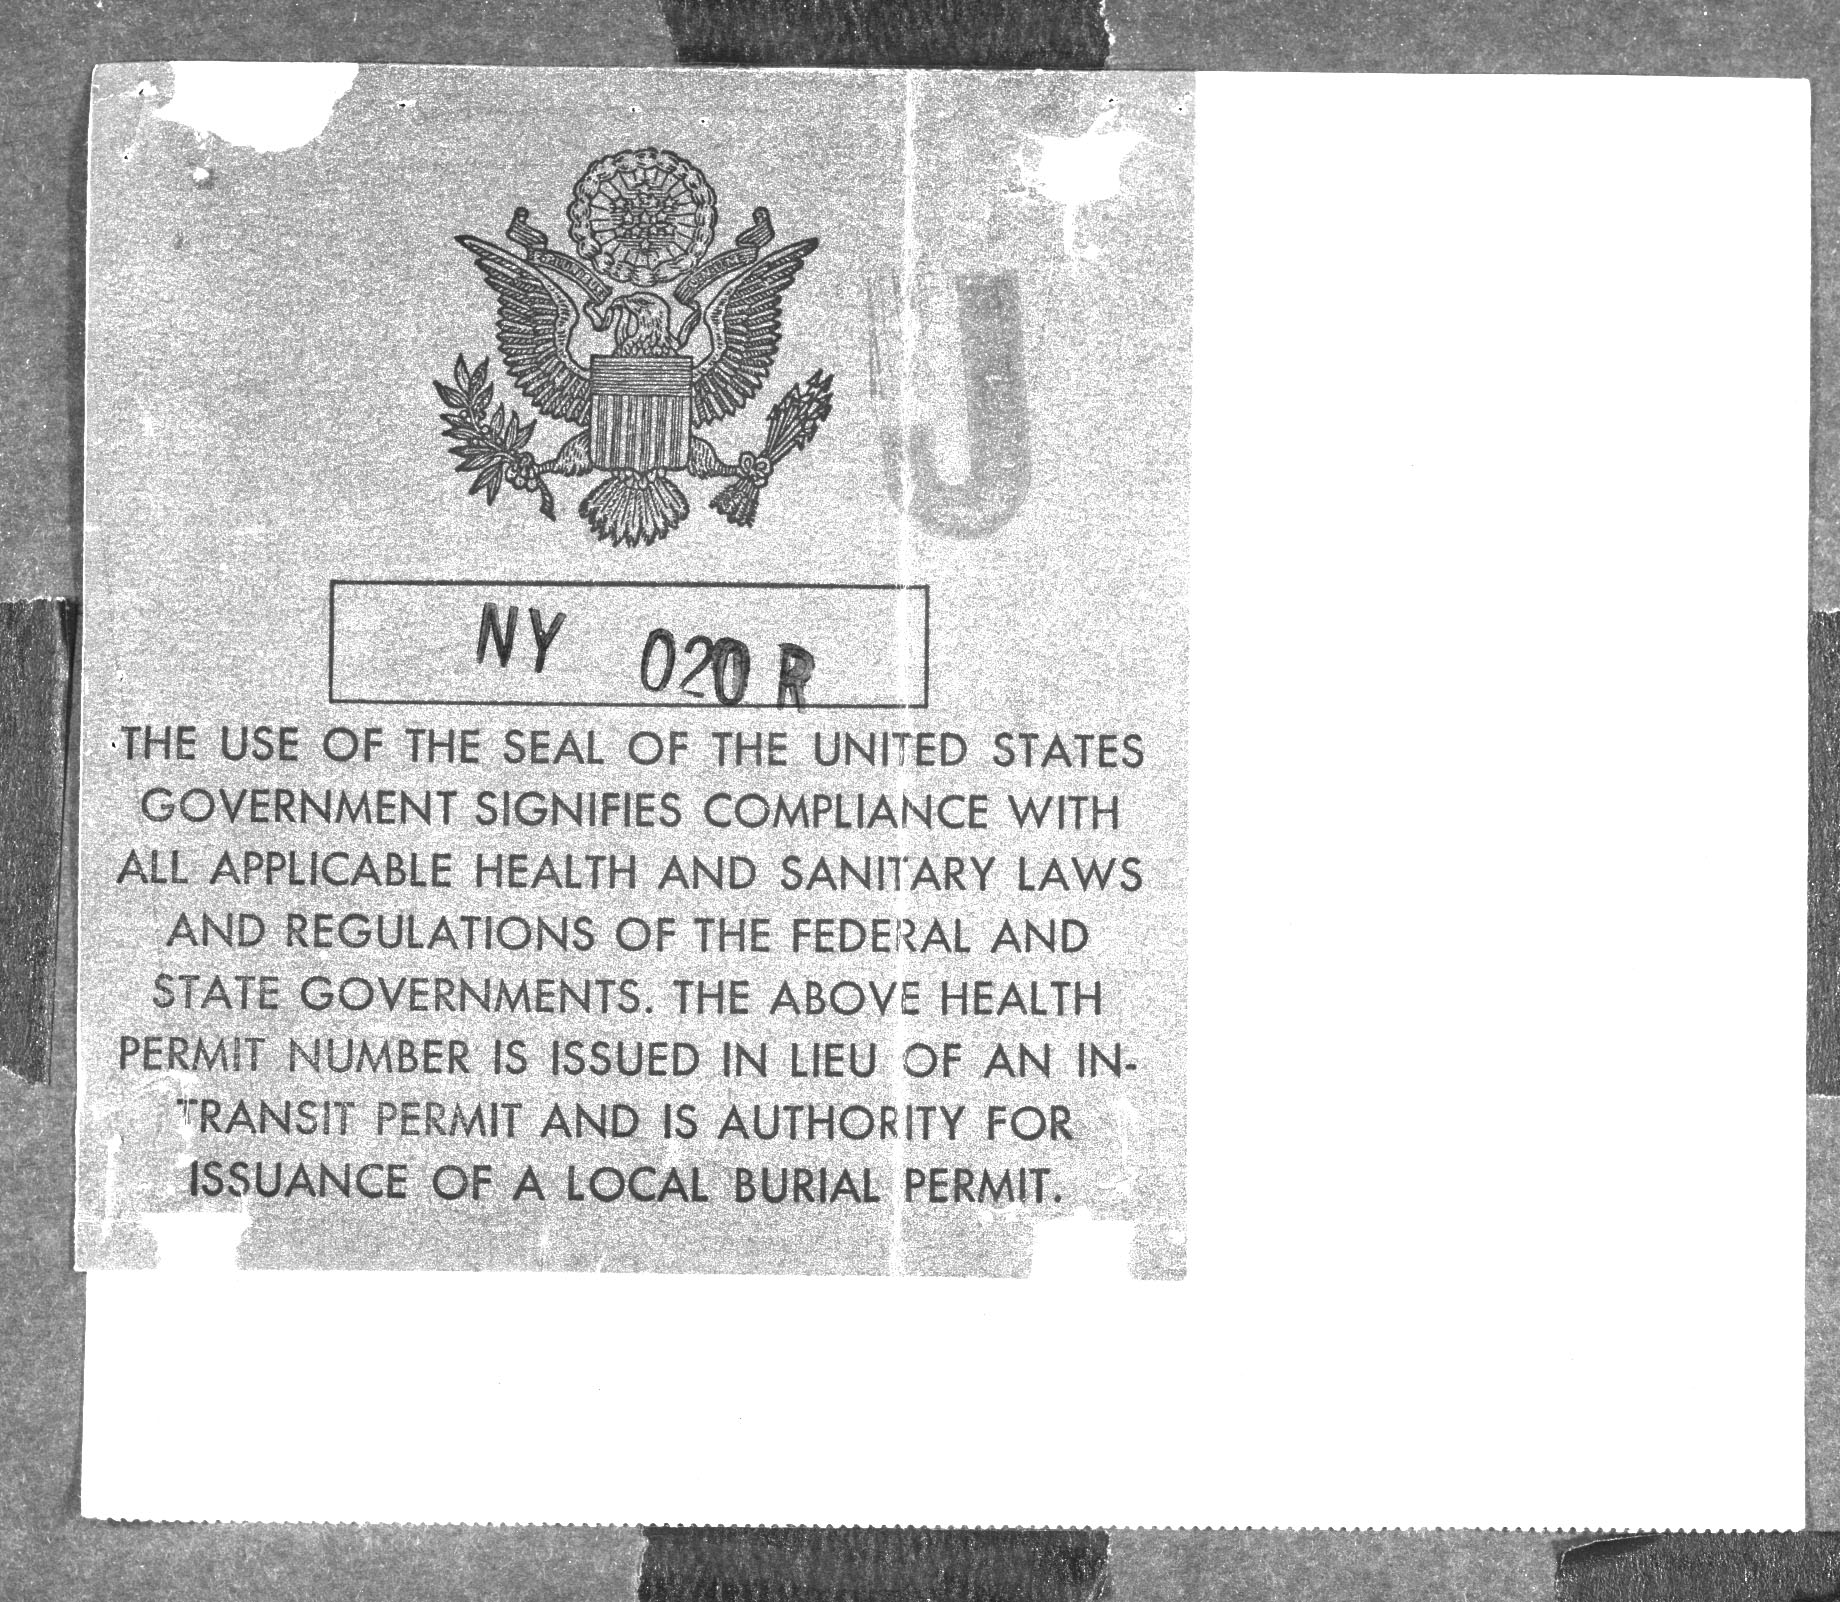 U
NY 020 R
THE USE OF THE SEAL OF THE UNITED STATES
GOVERNMENT SIGNIFIES COMPLIANCE WITH
ALL APPLICABLE HEALTH AND SANITARY LAWS
AND REGULATIONS OF THE FEDERAL AND
STATE GOVERNMENTS. THE ABOVE HEALTH
PERMIT NUMBER IS ISSUED IN LIEU OF AN IN-
TRANSIT PERMIT AND IS AUTHORITY FOR
ISSUANCE OF A LOCAL BURIAL PERMIT.